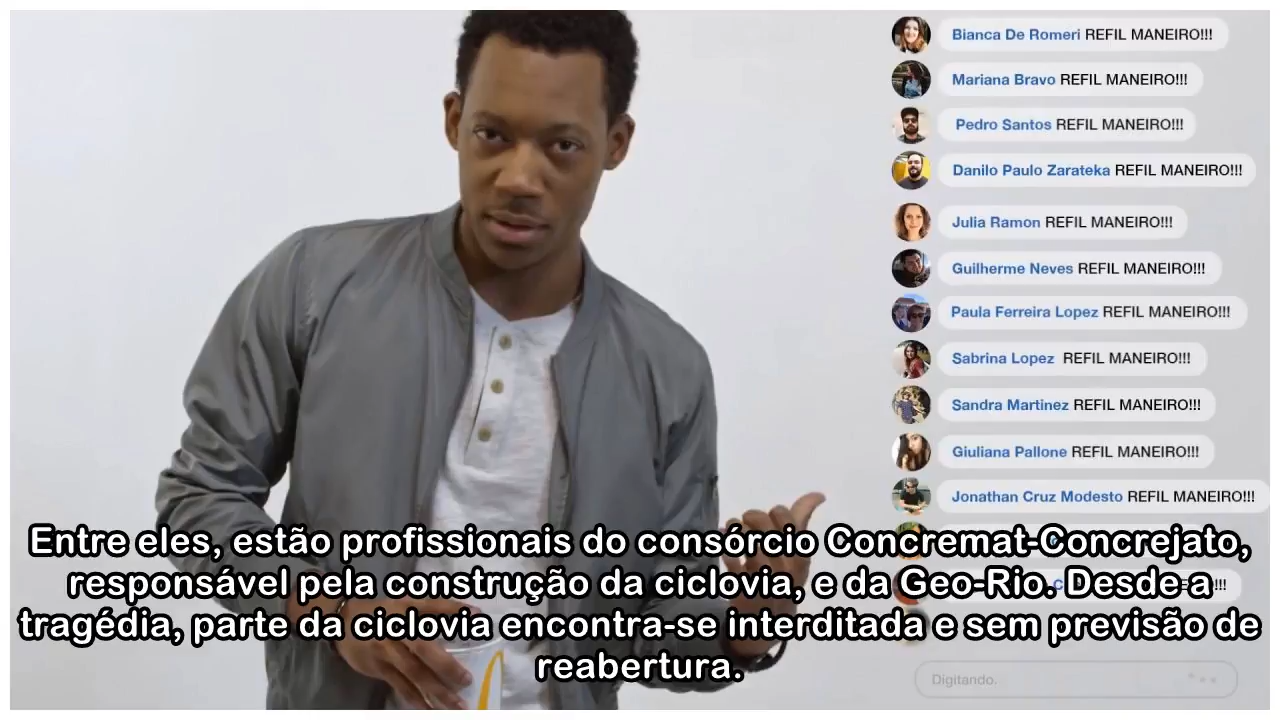 Bianca De Romeri REFIL MANEIRO!!!
Mariana Bravo REFIL MANEIRO!!!
Pedro Santos REFIL MANEIRO!!!
Danilo Paulo Zarateka REFIL MANEIRO!!!
Julia Ramon REFIL MANEIRO!!!
Guilherme Neves REFIL MANEIRO!!!
Paula Ferreira Lopez REFIL MANEIRO!!!
Sabrina Lopez REFIL MANEIRO!!!
Sandra Martinez REFIL MANEIRO!!!
Giuliana Pallone REFIL MANEIRO!!!
Jonathan Cruz Modesto REFIL MANEIRO!!!
Entre eles, estão profissionais do consórcio Concremat-Concrejato,
responsável pela construção da ciclovia, e da Geo-Rio. Desde a
tragédia, parte da ciclovia encontra-se interditada e sem previsão de
reabertura.
Digitando.